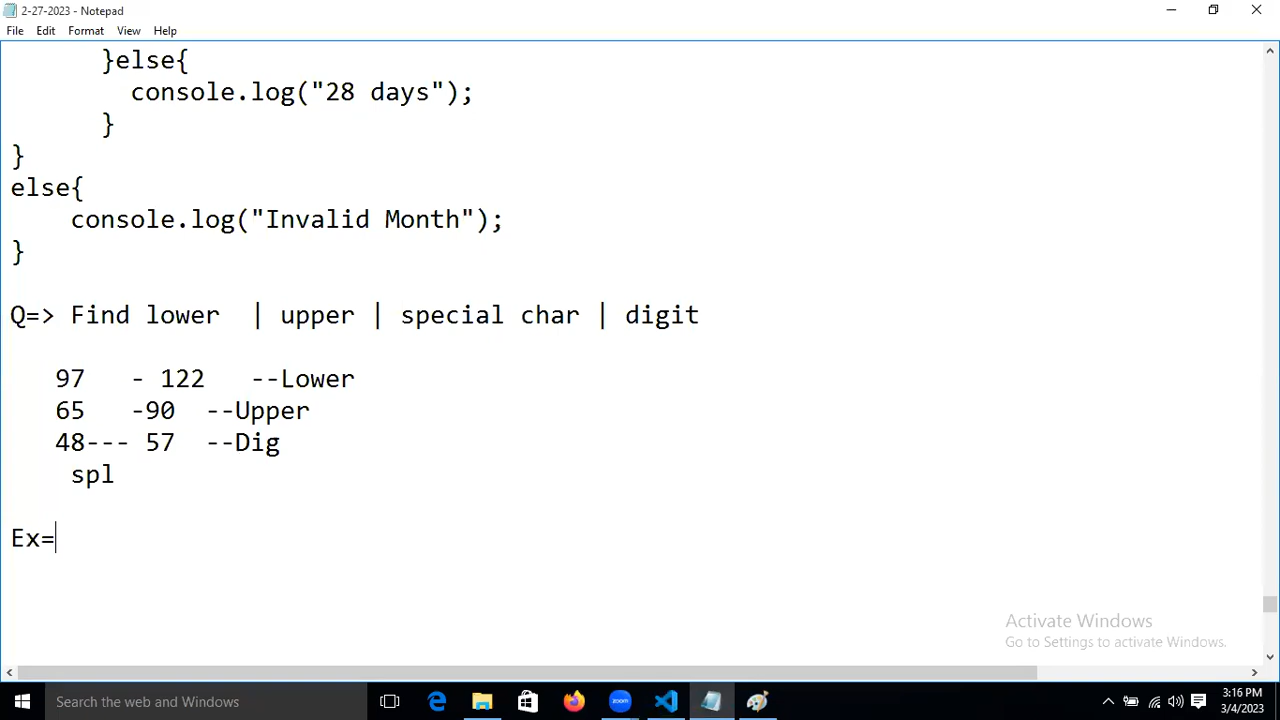 2-27-2023 - Notepad
File Edit Format View Help
}else{
console.log("28 days");
}
}
else{
console.log("Invalid Month");
}
Q=> Find lower | upper | special char | digit
97 - 122 --Lower
65 -90 --Upper
48--- 57 --Dig
spl
Ex=
Activate Windows
Go to Settings to activate Windows.
Search the web and Windows
zoom
3:16 PM
3/4/2023